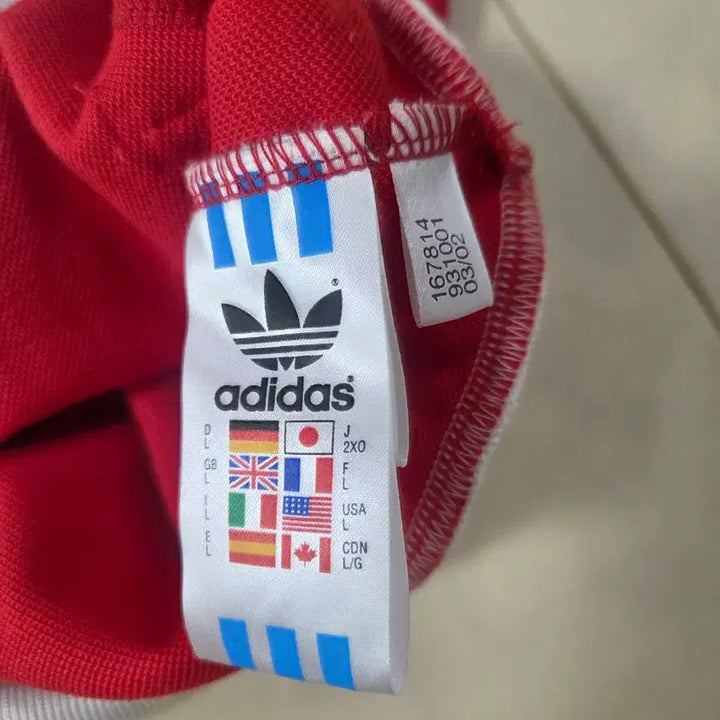 adidas®
D J
L 2XO
GB F
L L
I USA
L L
E CDN
L L/G
167814
931001
03/02